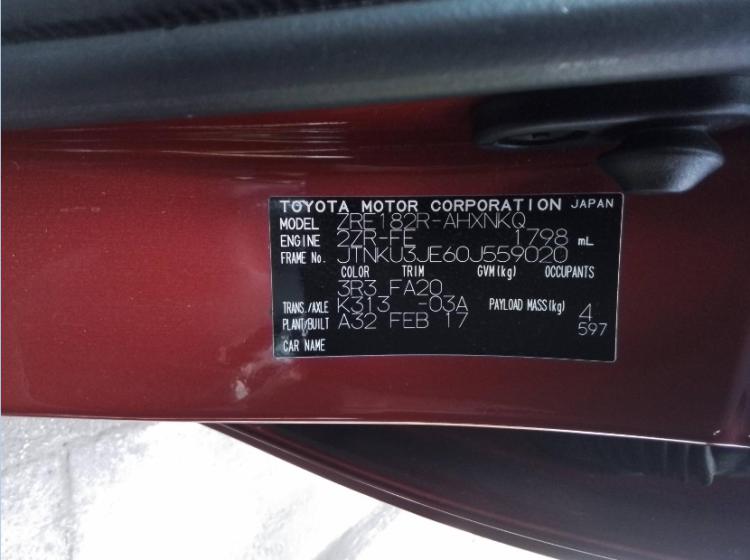 TOYOTA MOTOR CORPORATION JAPAN
MODEL ZRE182R-AHXNKQ
ENGINE 2ZR-FE 1798 mL
FRAME NO. JTNKU3JE60J559020
COLOR TRIM GVM(kg) OCCUPANTS
3R3 FA20
TRANS./AXLE K313 -03A PAYLOAD MASS(kg) 4
PLANT/BUILT A32 FEB 17 597
CAR NAME